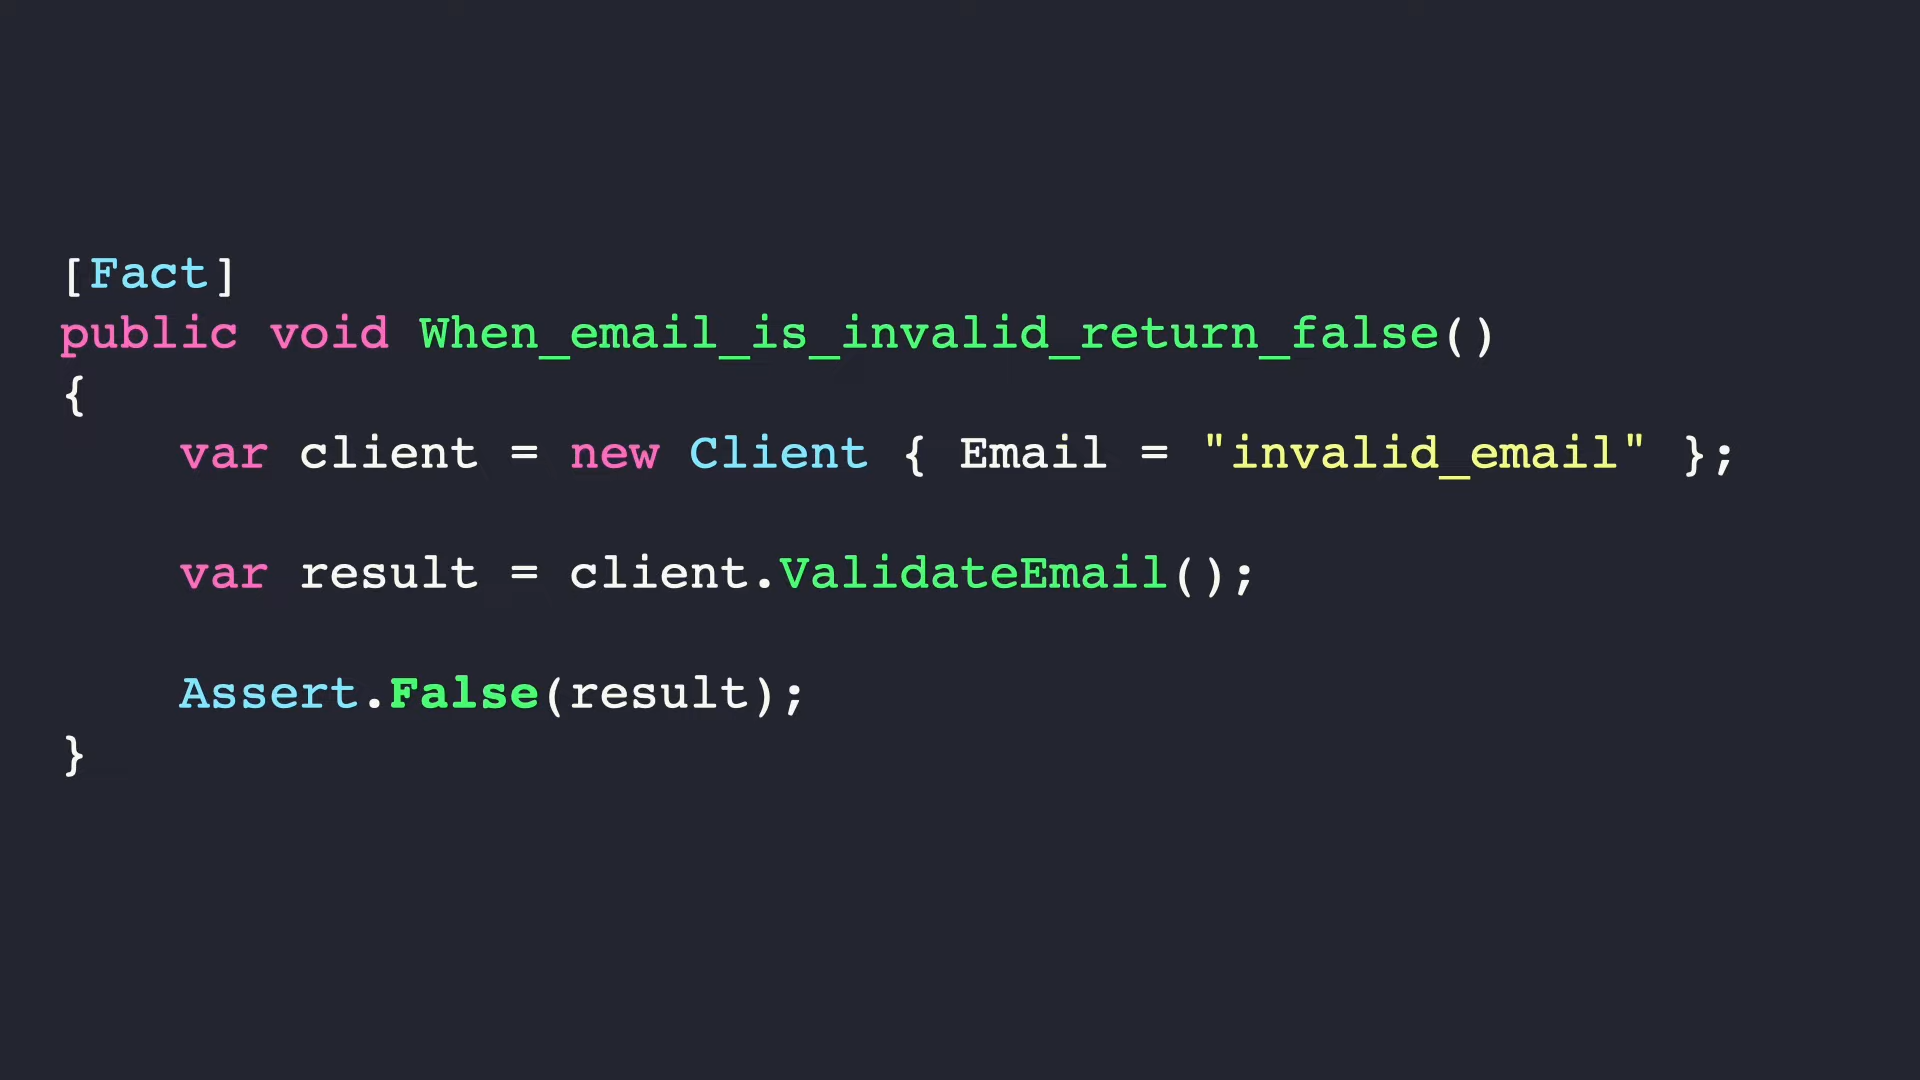 [Fact]
public void When_email_is_invalid_return_false()
{
    var client = new Client { Email = "invalid_email" };
    var result = client.ValidateEmail();
    Assert.False(result);
}